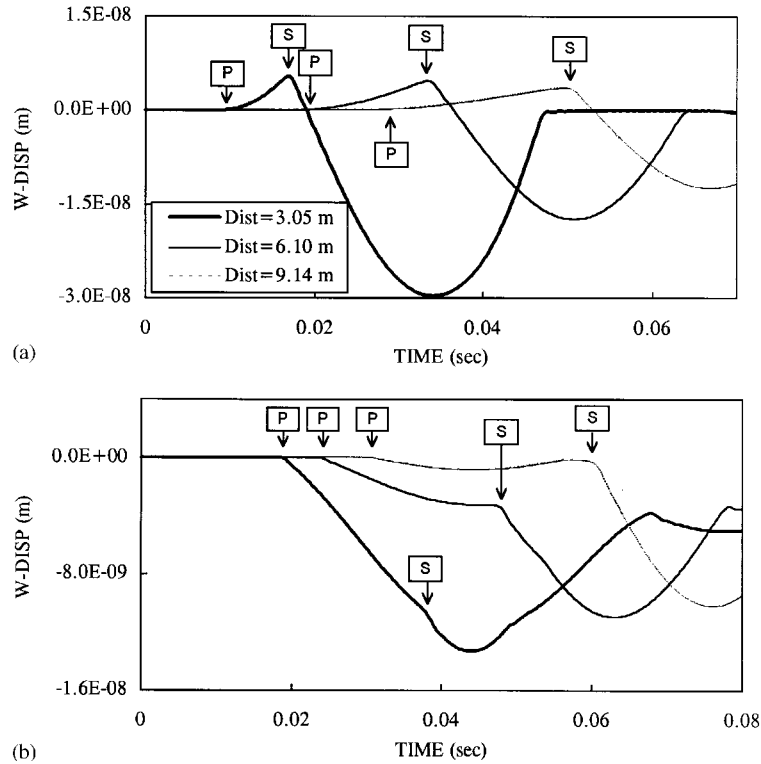 1.5E-08
S
S
S
P
P
0.0E+00
P
W-DISP (m)
-1.5E-08
Dist=3.05 m
Dist=6.10 m
Dist=9.14 m
-3.0E-08
0
0.02
0.04
0.06
(a)
TIME (sec)
P
P
P
S
S
0.0E+00
W-DISP (m)
S
-8.0E-09
-1.6E-08
0
0.02
0.04
0.06
0.08
(b)
TIME (sec)